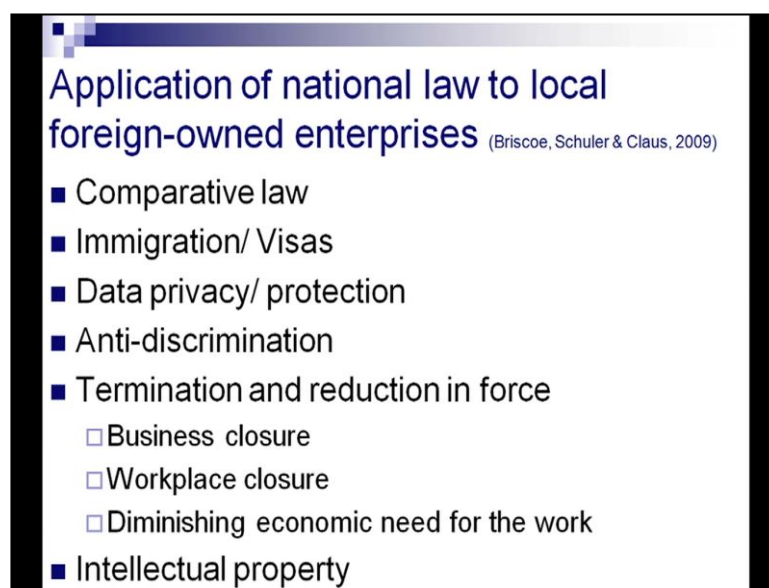 Application of national law to local
foreign-owned enterprises (Briscoe, Schuler & Claus, 2009)
Comparative law
Immigration/ Visas
Data privacy/ protection
Anti-discrimination
Termination and reduction in force
Business closure
Workplace closure
Diminishing economic need for the work
Intellectual property